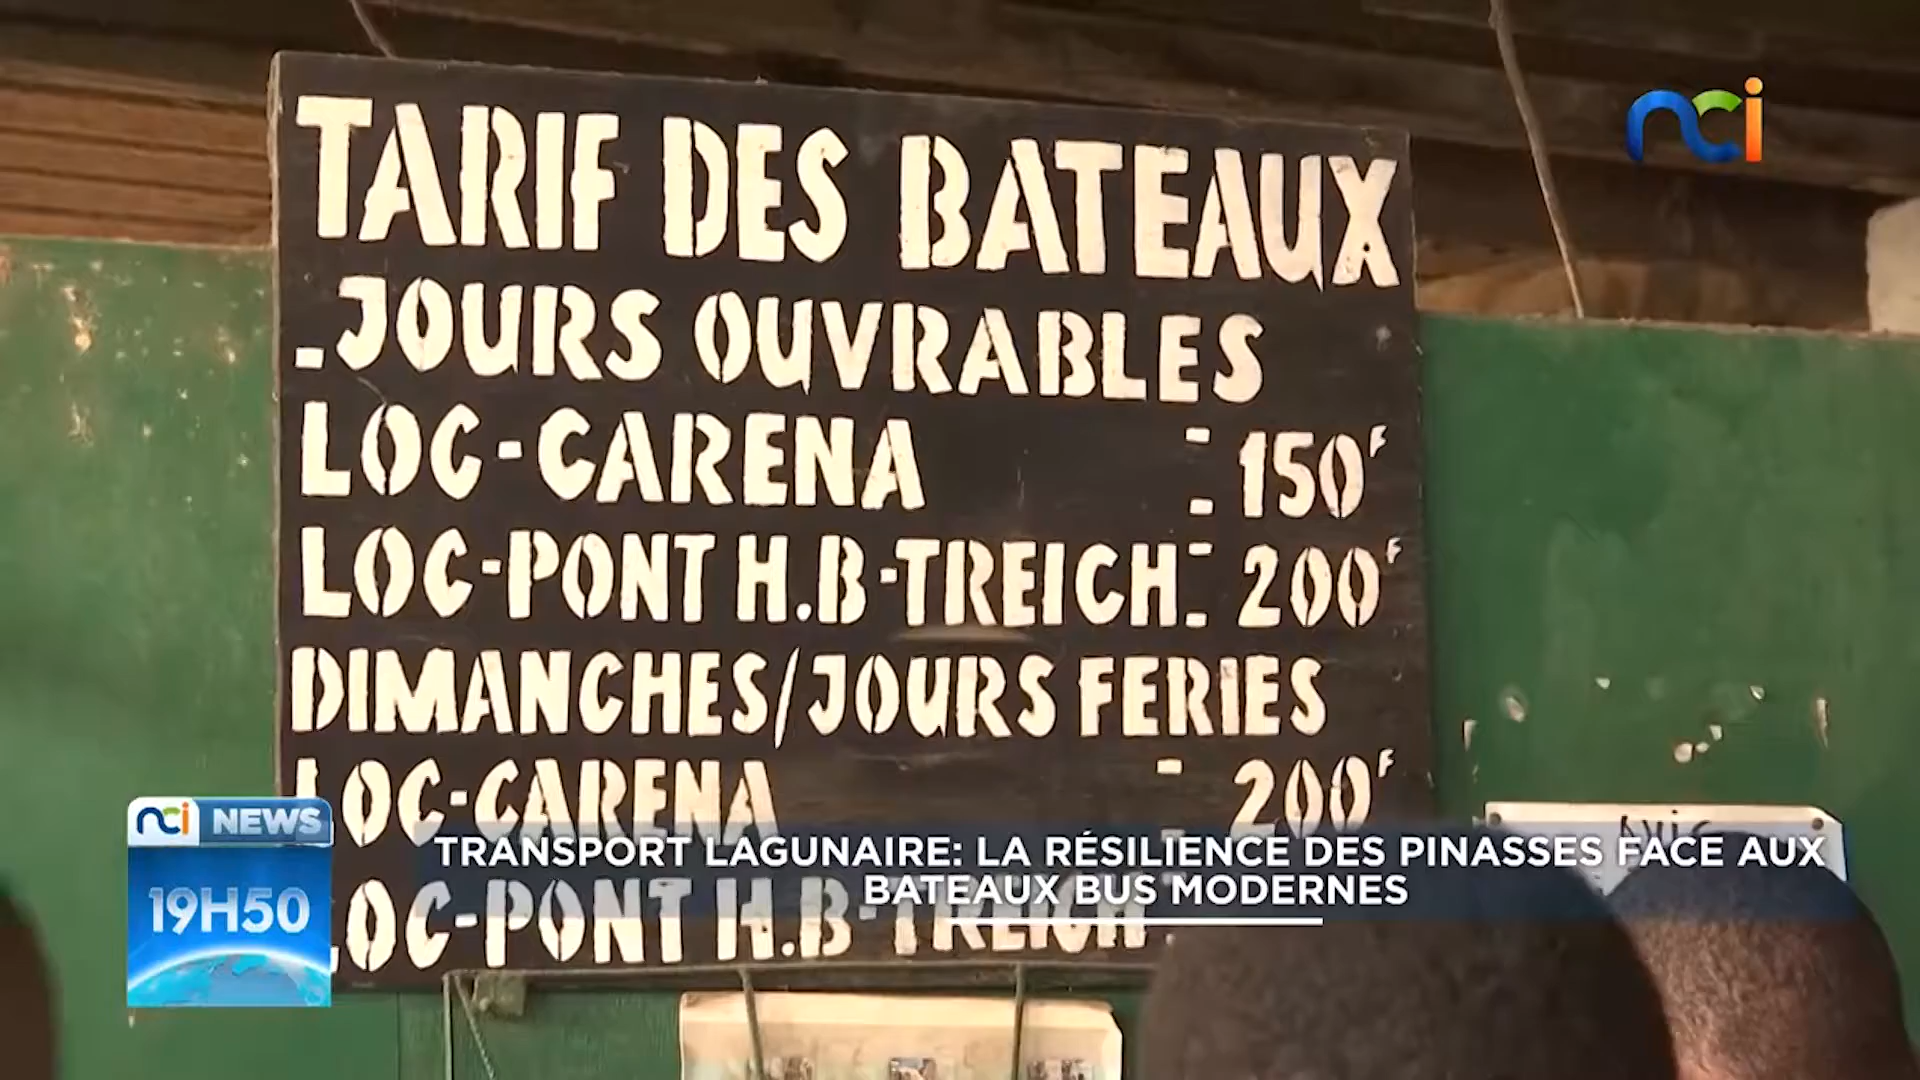 nci
TARIF DES BATEAUX
-JOURS OUVRABLES
LOC-CARENA = 150F
LOC-PONT H.B-TREICH = 200F
DIMANCHES/JOURS FERIES
LOC-CARENA = 200F
LOC-PONT H.B-TREICH
nci NEWS
19H50
TRANSPORT LAGUNAIRE: LA RÉSILIENCE DES PINASSES FACE AUX
BATEAUX BUS MODERNES